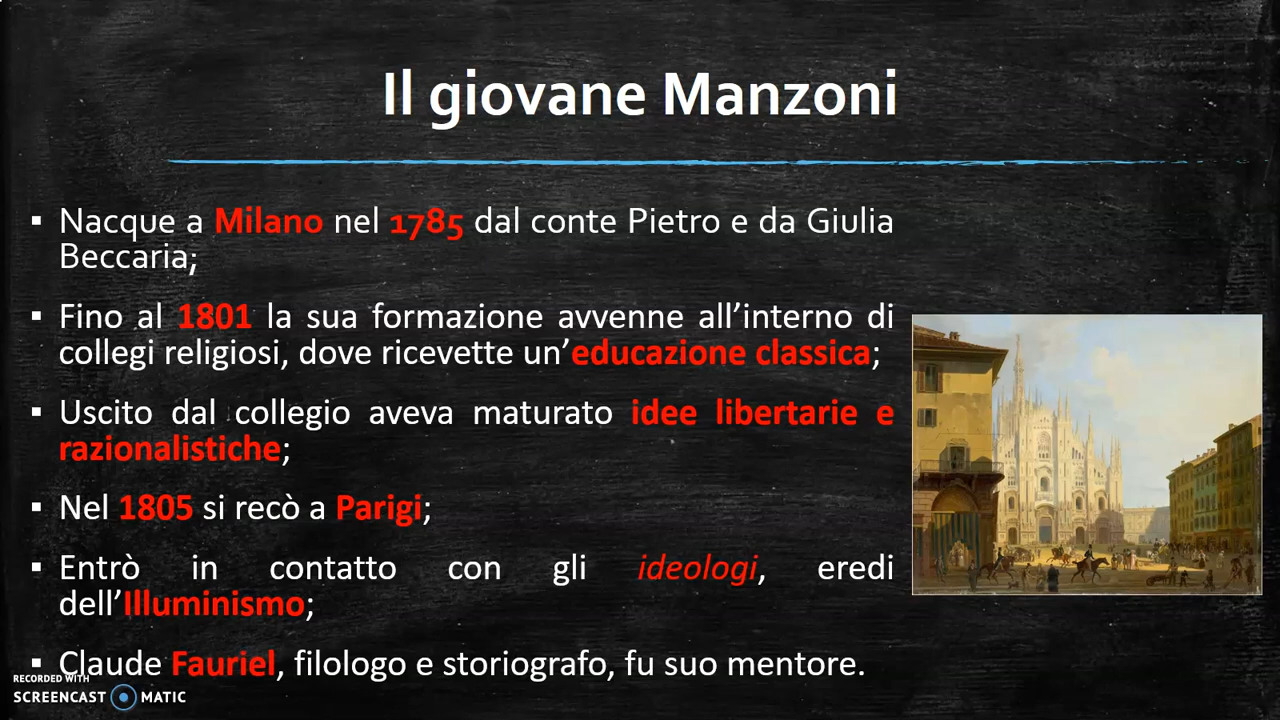 Il giovane Manzoni
▪ Nacque a Milano nel 1785 dal conte Pietro e da Giulia
Beccaria;
▪ Fino al 1801 la sua formazione avvenne all’interno di
collegi religiosi, dove ricevette un’educazione classica;
▪ Uscito dal collegio aveva maturato idee libertarie e
razionalistiche;
▪ Nel 1805 si recò a Parigi;
▪ Entrò in contatto con gli ideologi, eredi
dell’Illuminismo;
▪ Claude Fauriel, filologo e storiografo, fu suo mentore.
RECORDED WITH
SCREENCAST MATIC